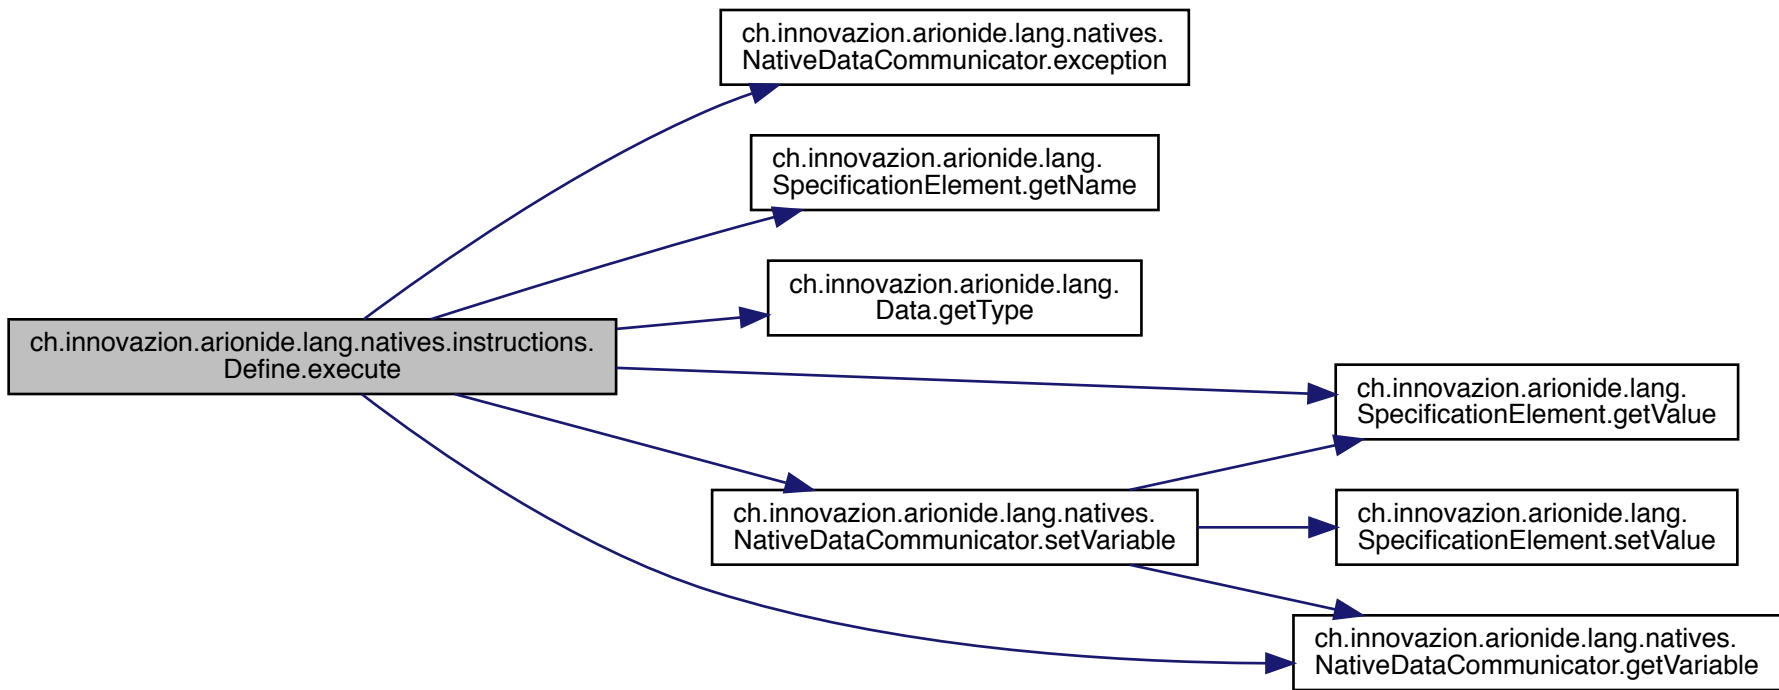 ch.innovazion.arionide.lang.natives.
NativeDataCommunicator.exception
ch.innovazion.arionide.lang.
SpecificationElement.getName
ch.innovazion.arionide.lang.
Data.getType
ch.innovazion.arionide.lang.natives.instructions.
Define.execute
ch.innovazion.arionide.lang.
SpecificationElement.getValue
ch.innovazion.arionide.lang.natives.
NativeDataCommunicator.setVariable
ch.innovazion.arionide.lang.
SpecificationElement.setValue
ch.innovazion.arionide.lang.natives.
NativeDataCommunicator.getVariable